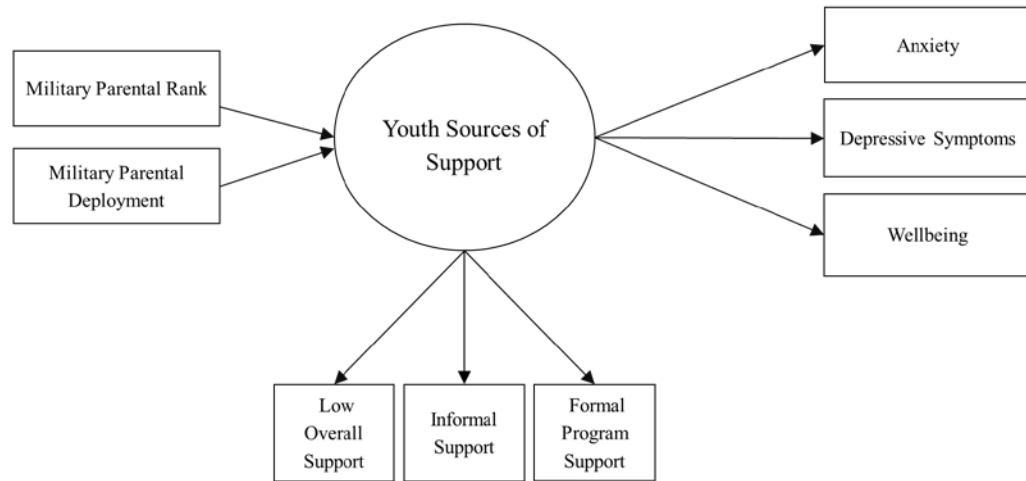 Military Parental Rank
Military Parental
Deployment
Youth Sources of
Support
Anxiety
Depressive Symptoms
Wellbeing
Low
Overall
Support
Informal
Support
Formal
Program
Support